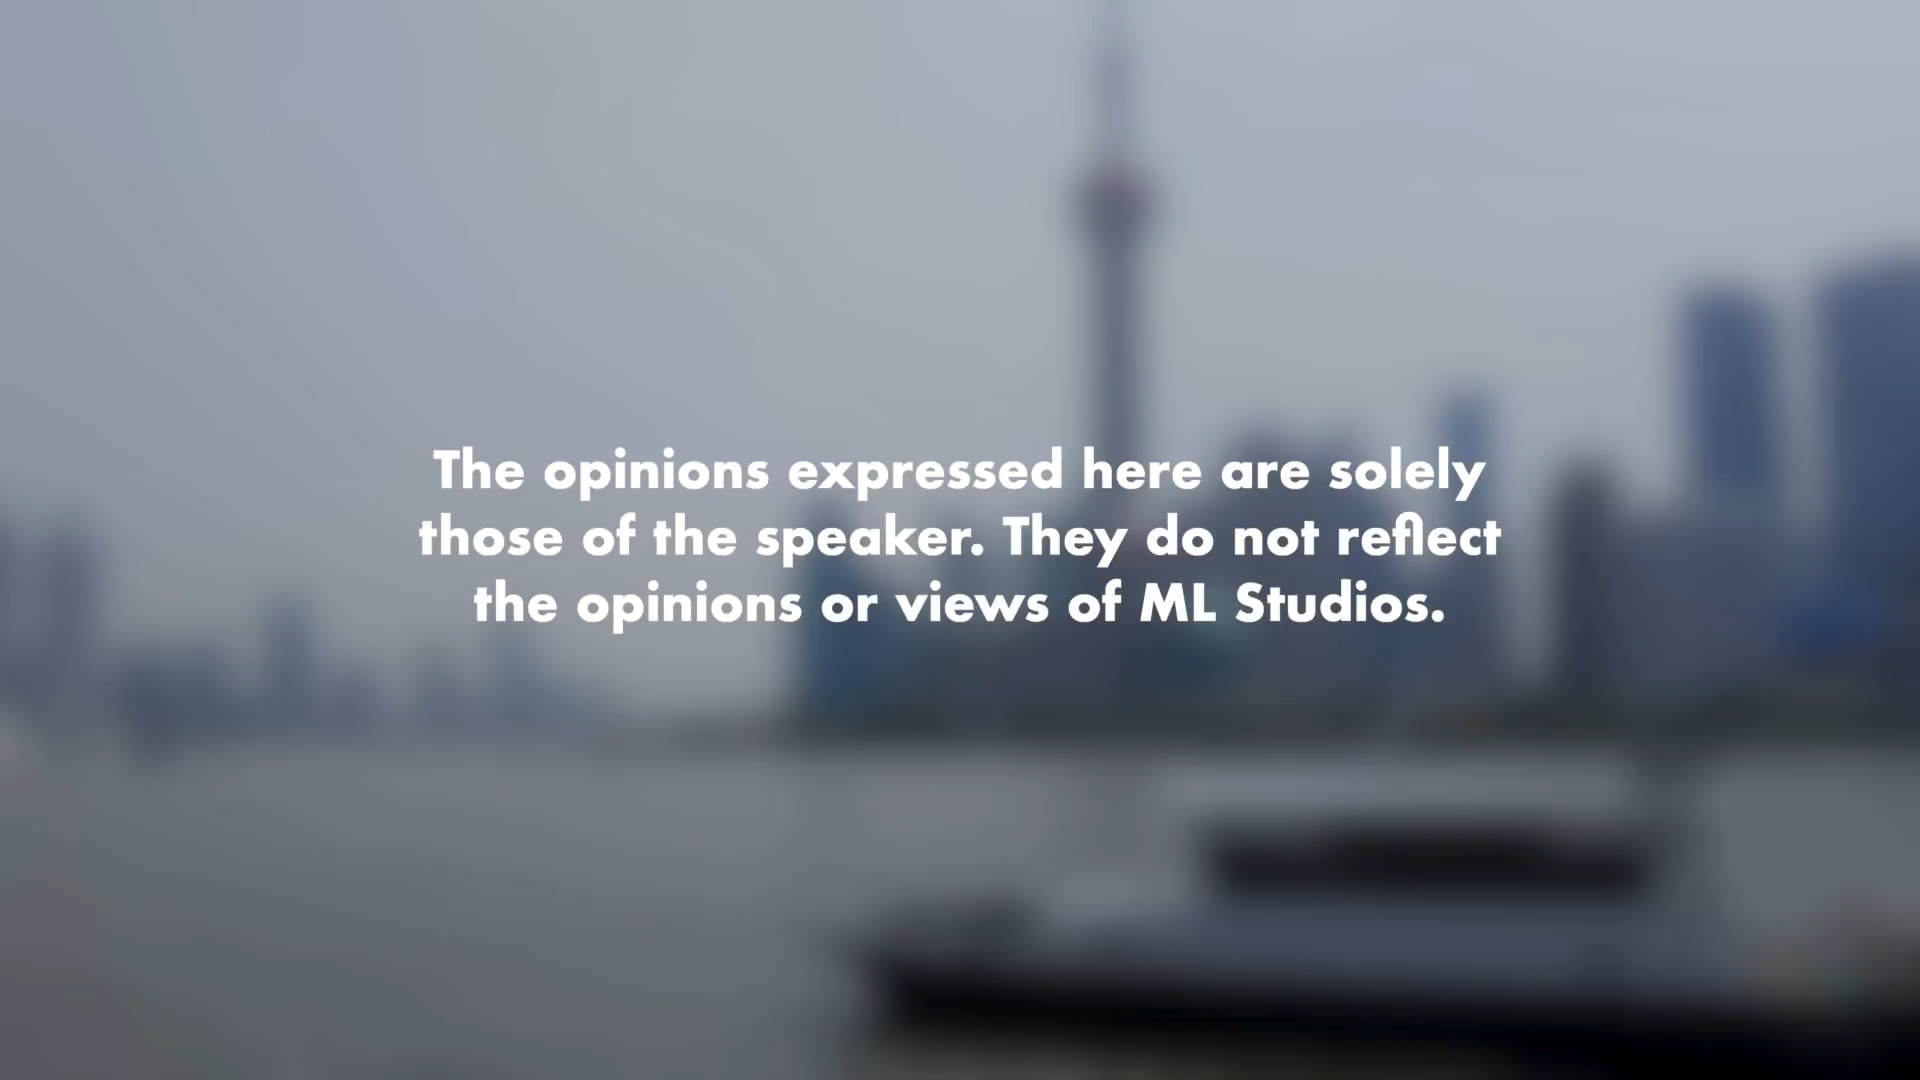 The opinions expressed here are solely
those of the speaker. They do not reflect
the opinions or views of ML Studios.